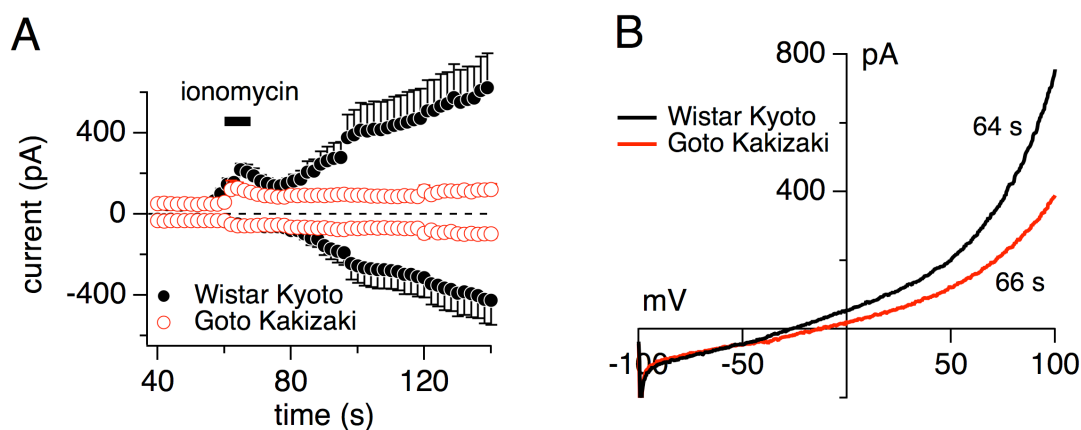 A
ionomycin
current (pA)
400
0
-400
Wistar Kyoto
Goto Kakizaki
40
80
120
time (s)
B
800
pA
Wistar Kyoto
Goto Kakizaki
64 s
400
66 s
mV
-100
-50
50
100